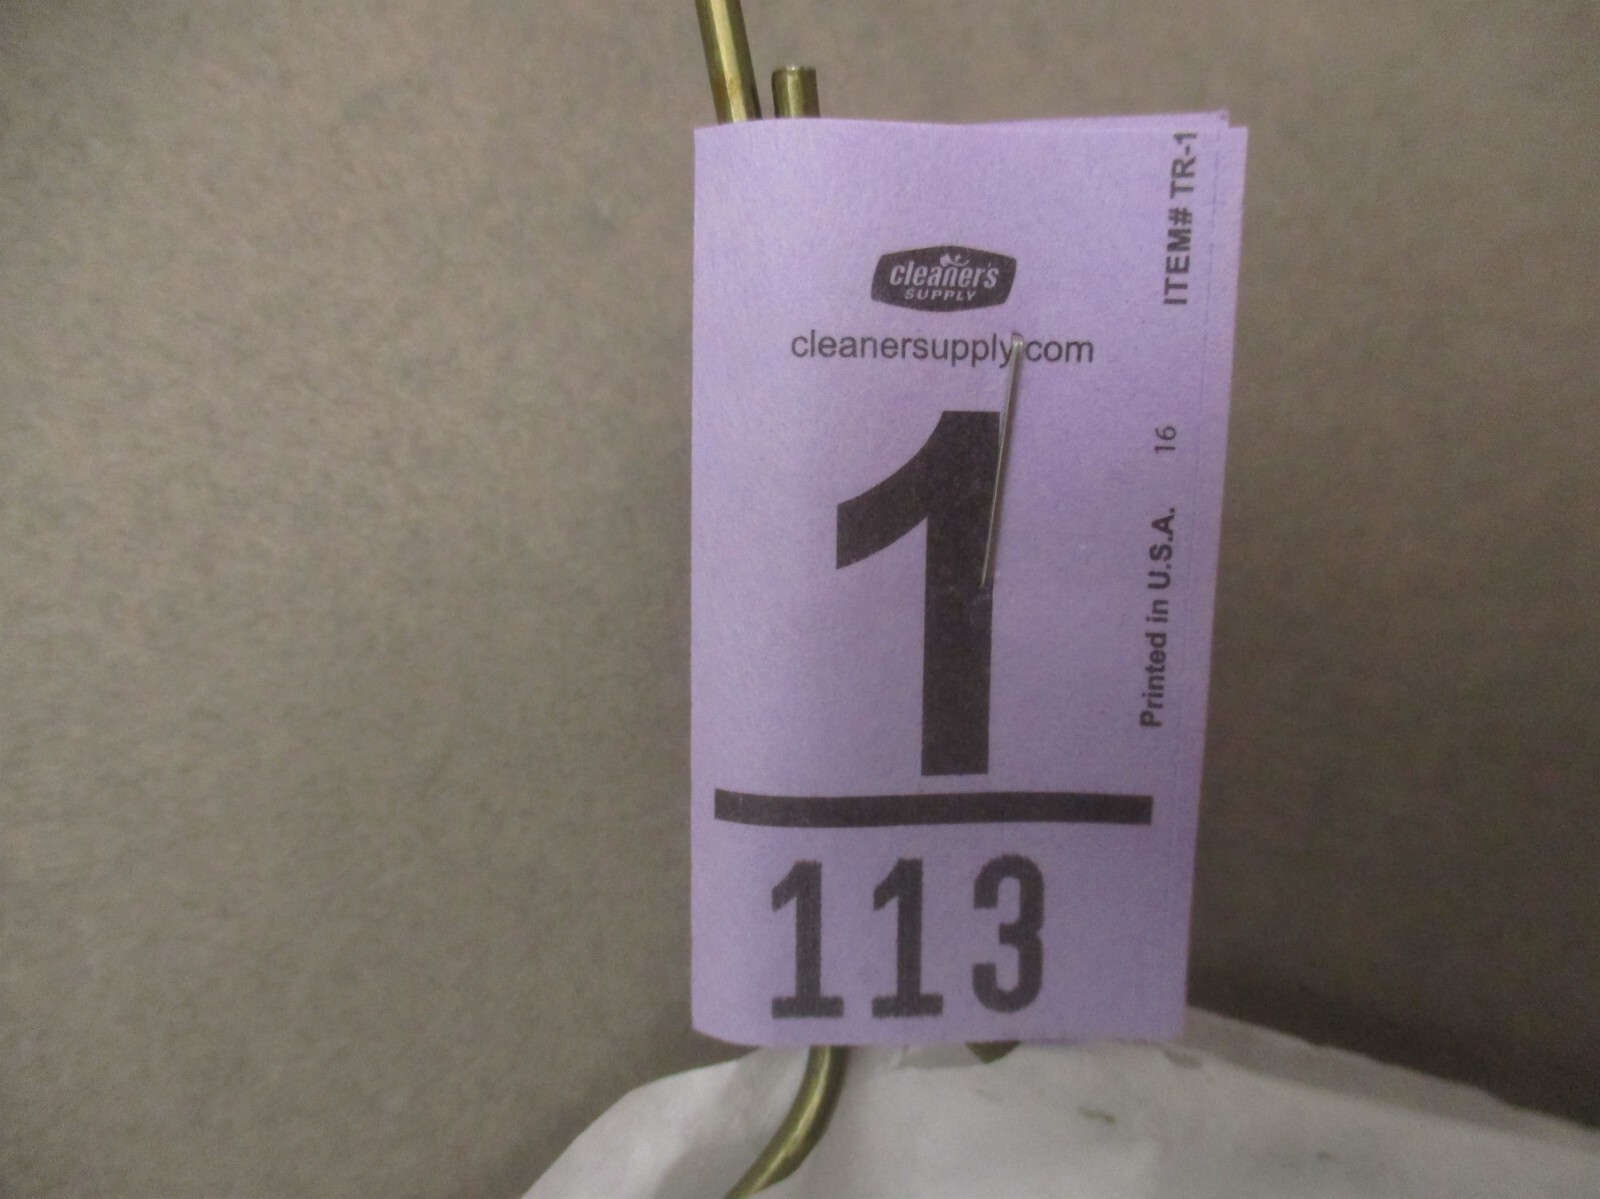 cleaner's
SUPPLY
cleanersupply.com
1
113
ITEM# TR-1
Printed in U.S.A. 16